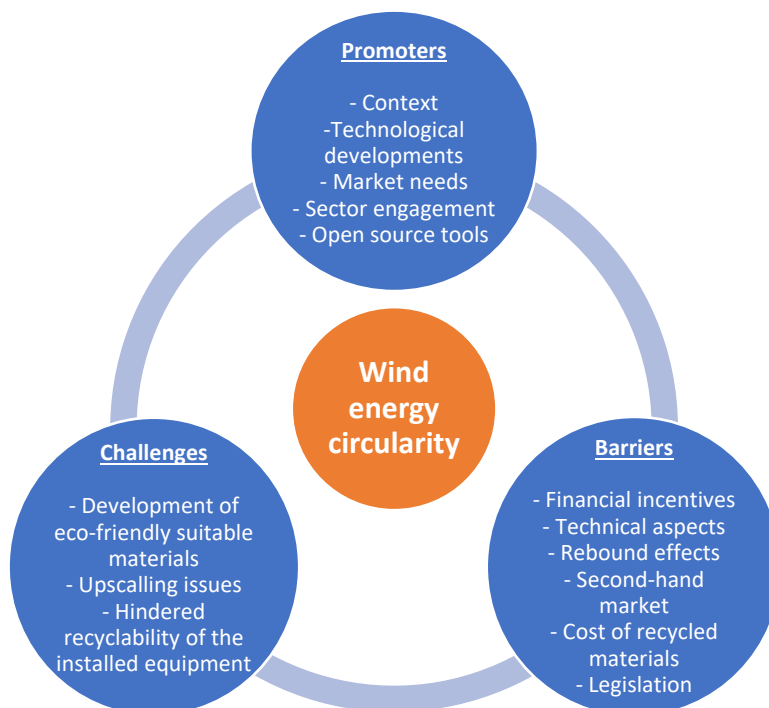 Promoters
- Context
-Technological
developments
- Market needs
- Sector engagement
- Open source tools
Wind
energy
circularity
Challenges
- Development of
eco-friendly suitable
materials
- Upscalling issues
- Hindered
recyclability of the
installed equipment
Barriers
- Financial incentives
- Technical aspects
- Rebound effects
- Second-hand
market
- Cost of recycled
materials
- Legislation